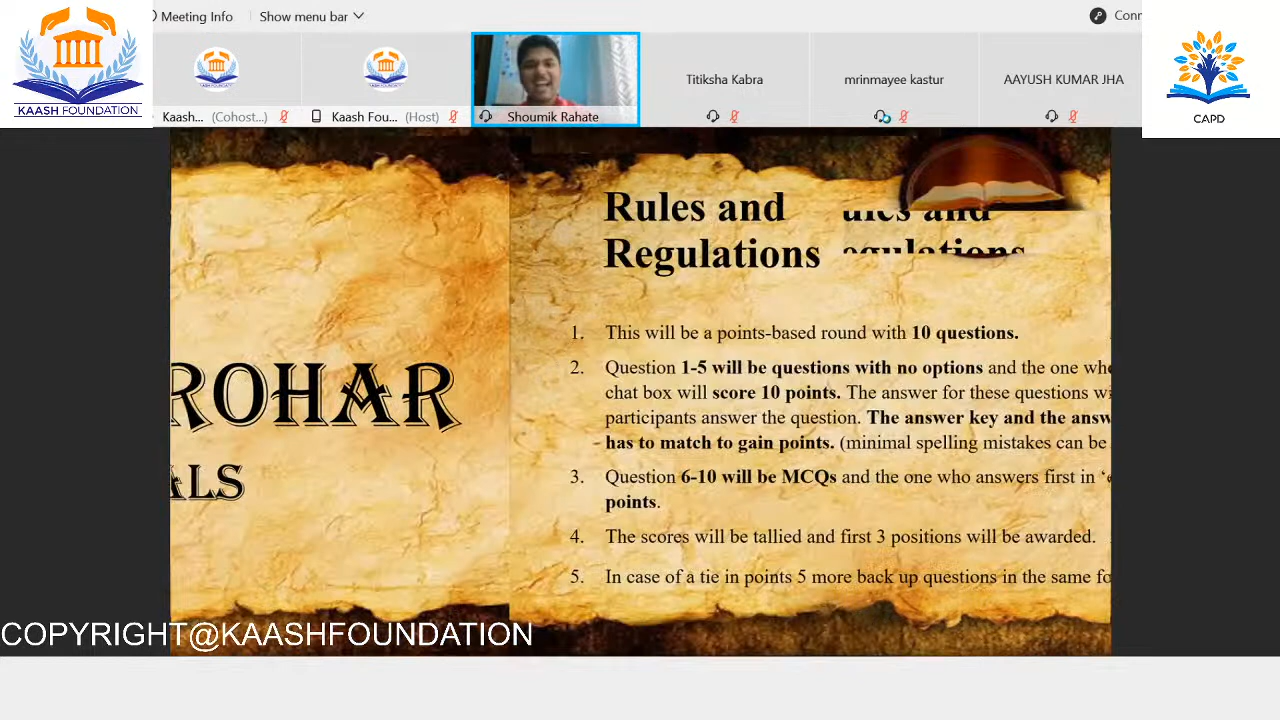 Meeting Info
Show menu bar
Conn
KAASH FOUNDATION
Kaash... (Cohost...)
Kaash Fou... (Host)
Shoumik Rahate
Titiksha Kabra
mrinmayee kastur
AAYUSH KUMAR JHA
CAPD
Rules and
Regulations
ules and
egulations
ROHAR
ALS
1. This will be a points-based round with 10 questions.
2. Question 1-5 will be questions with no options and the one who
chat box will score 10 points. The answer for these questions wi
participants answer the question. The answer key and the answ
has to match to gain points. (minimal spelling mistakes can be
3. Question 6-10 will be MCQs and the one who answers first in ‘e
points.
4. The scores will be tallied and first 3 positions will be awarded.
5. In case of a tie in points 5 more back up questions in the same fo
COPYRIGHT@KAASHFOUNDATION